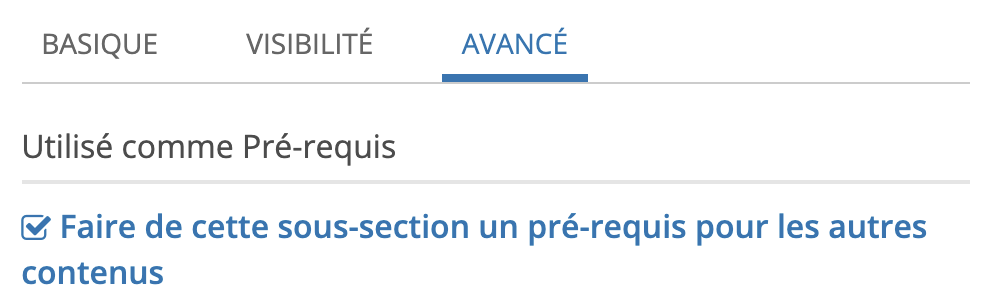 BASIQUE VISIBILITÉ AVANCÉ
Utilisé comme Pré-requis
Faire de cette sous-section un pré-requis pour les autres
contenus